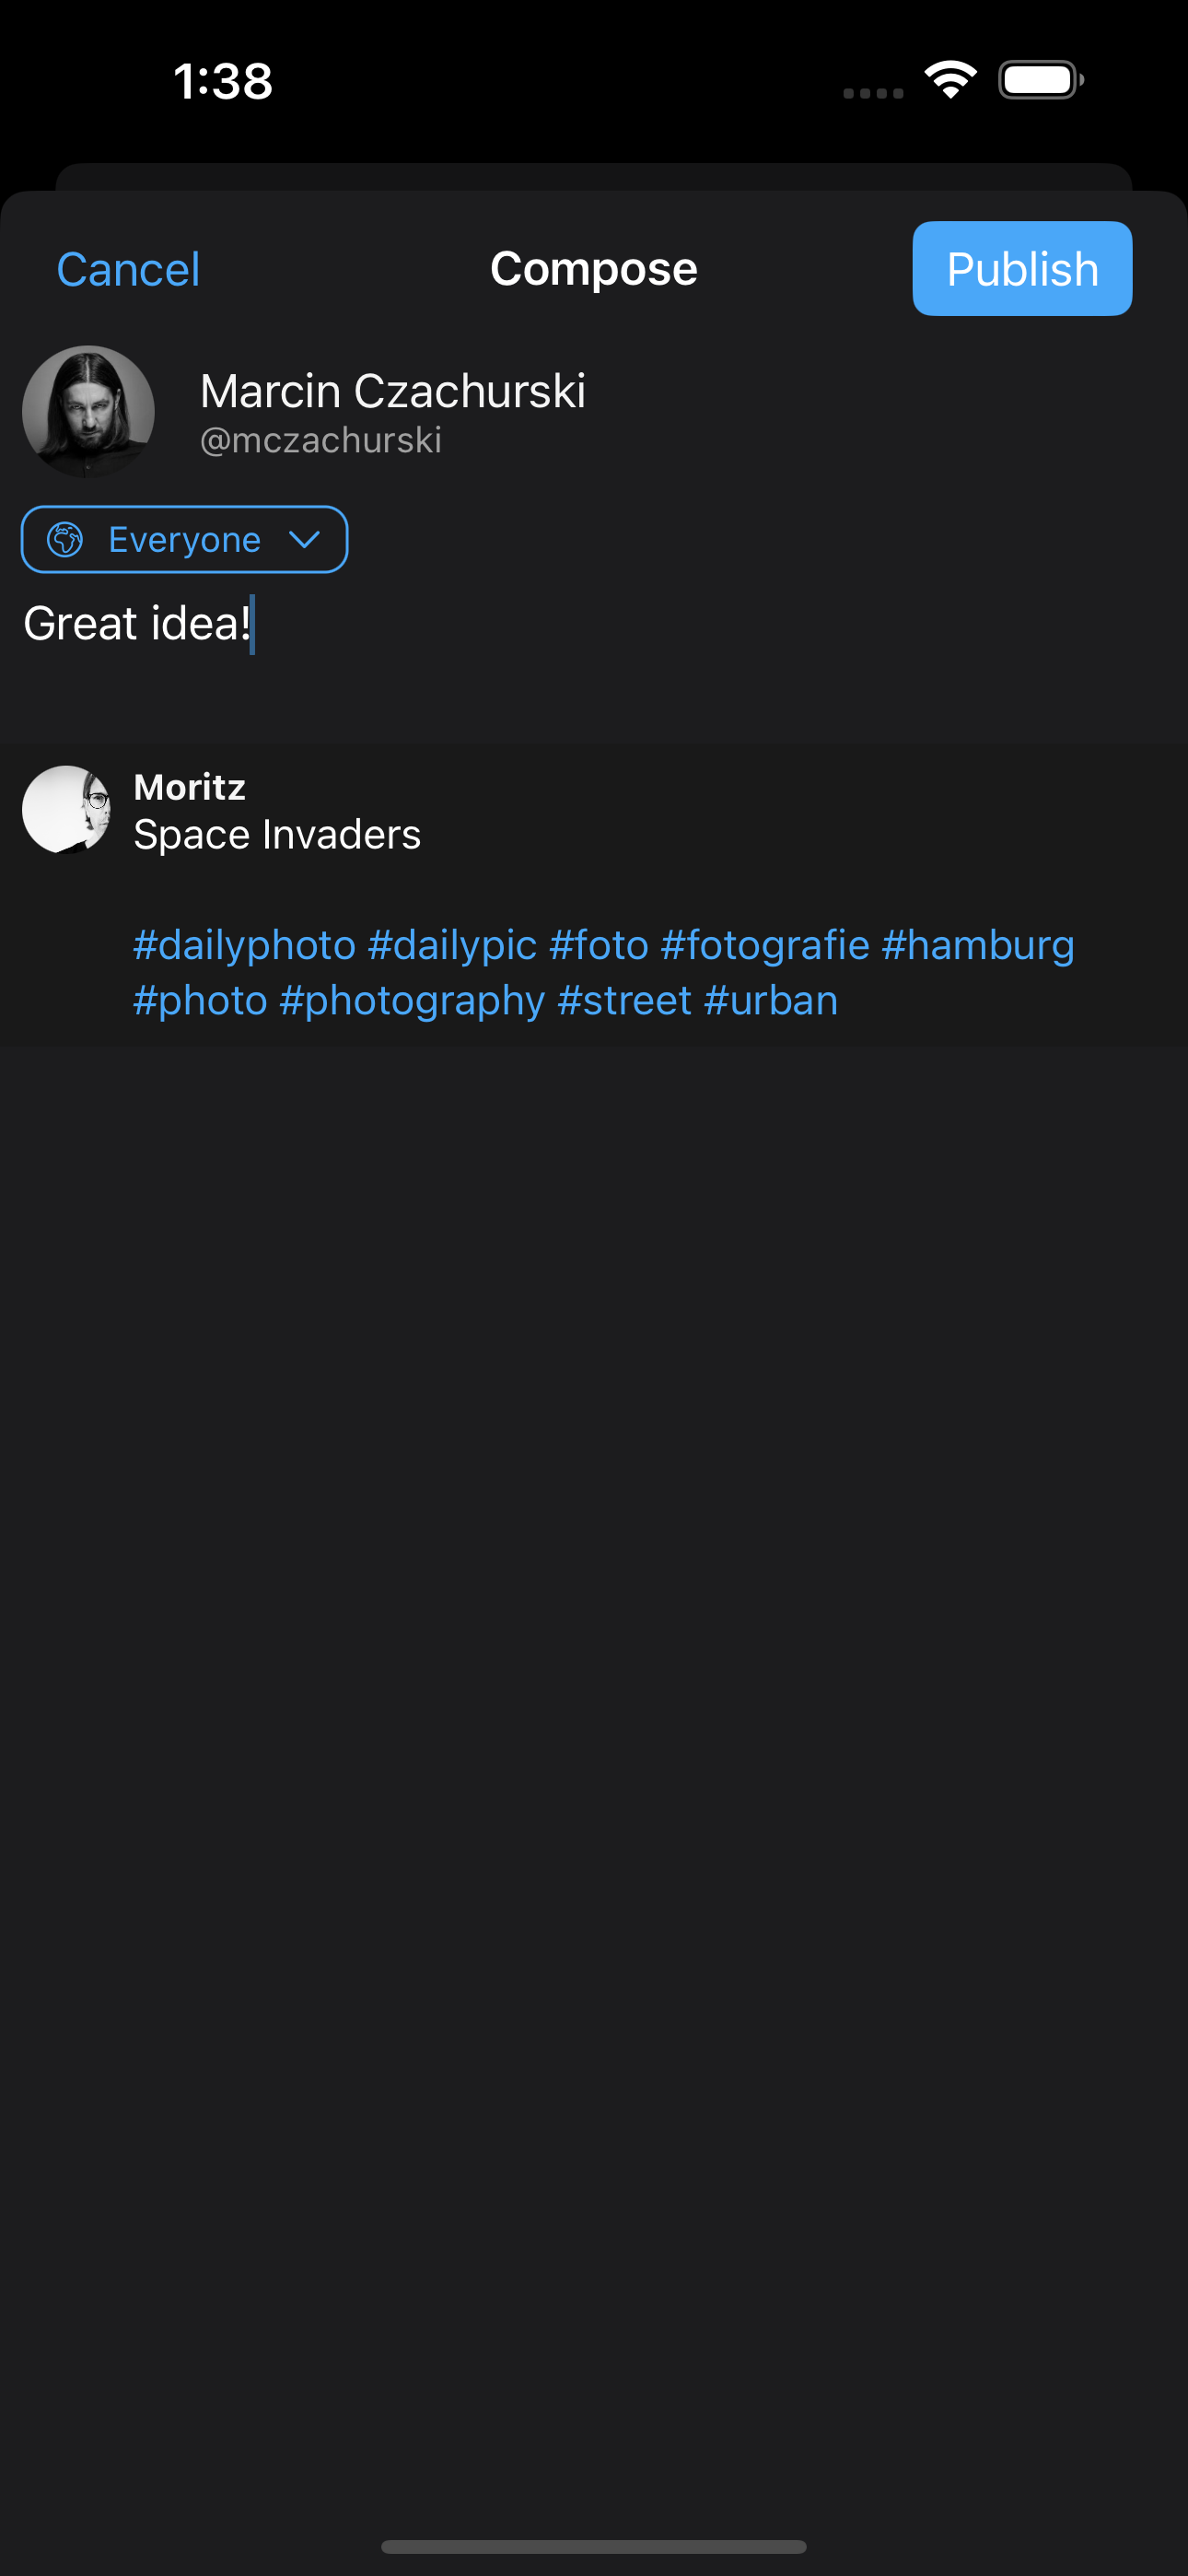 1:38
Cancel
Compose
Publish
Marcin Czachurski
@mczachurski
Everyone
Great idea!
Moritz
Space Invaders
#dailyphoto #dailypic #foto #fotografie #hamburg
#photo #photography #street #urban